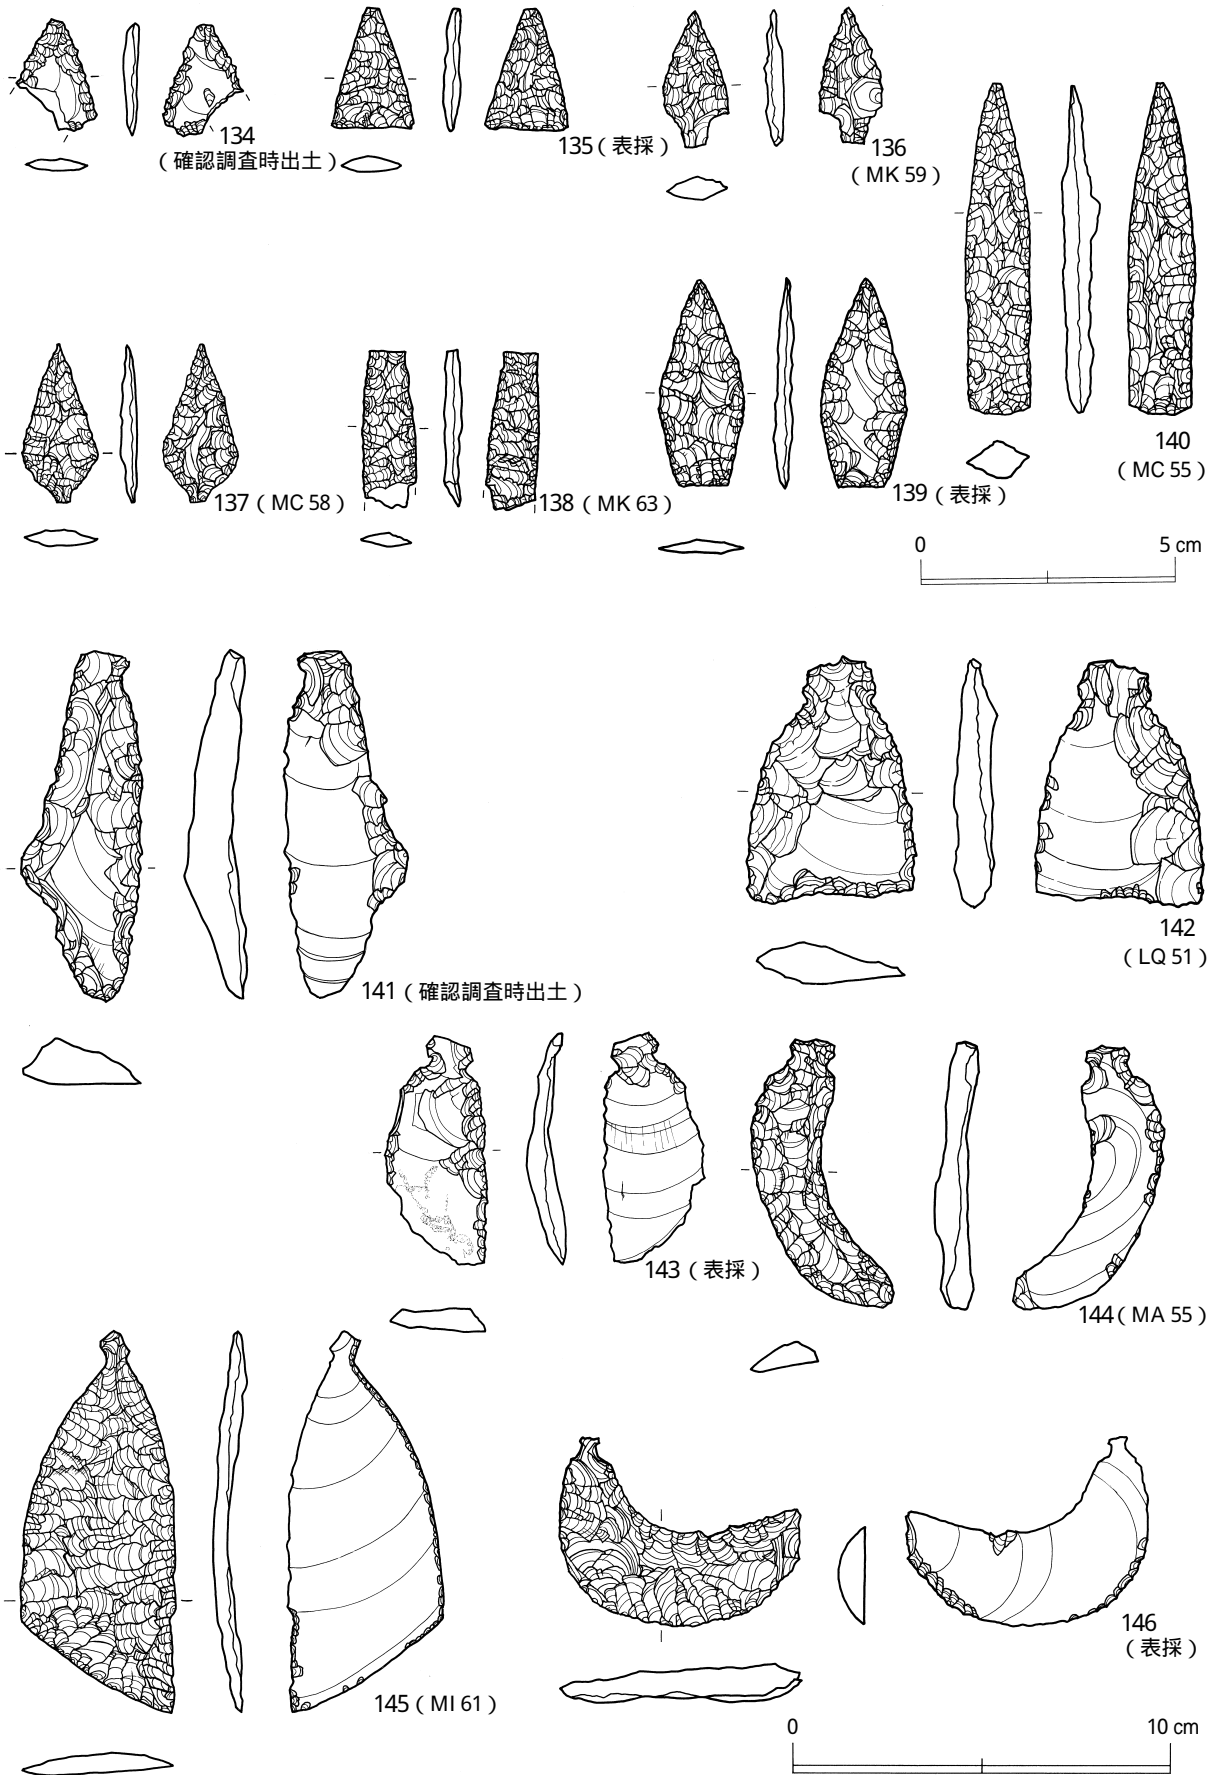 134
（確認調査時出土）
135（表採）
136
（MK 59）
137（MC 58）
138（MK 63）
139（表採）
140
（MC 55）
0 5 cm
141（確認調査時出土）
142
（LQ 51）
143（表採）
144（MA 55）
145（MI 61）
146
（表採）
0 10 cm